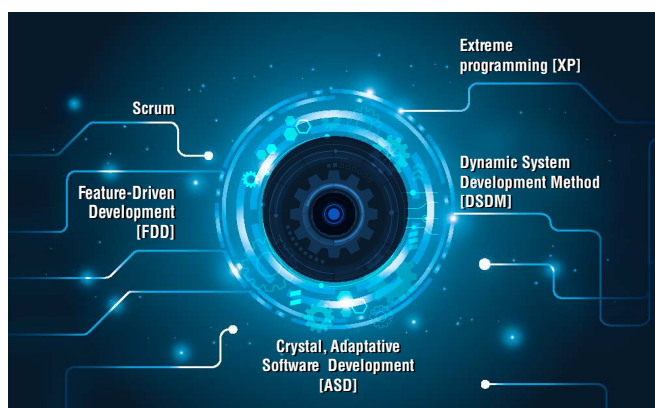 Extreme
programming [XP]
Scrum
Dynamic System
Development Method
[DSDM]
Feature-Driven
Development
[FDD]
Crystal, Adaptative
Software Development
[ASD]